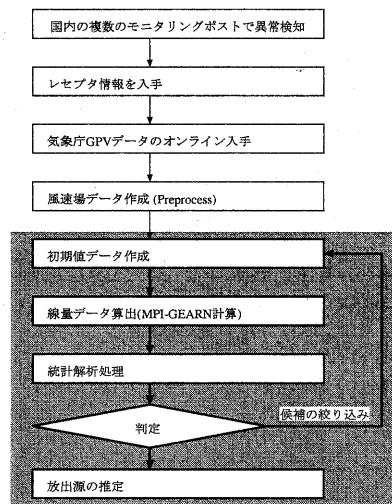 国内の複数のモニタリングポストで異常検知
レセプタ情報を入手
気象庁GPVデータのオンライン入手
風速場データ作成 (Preprocess)
初期値データ作成
線量データ算出(MPI-GEARN計算)
統計解析処理
候補の絞り込み
判定
放出源の推定